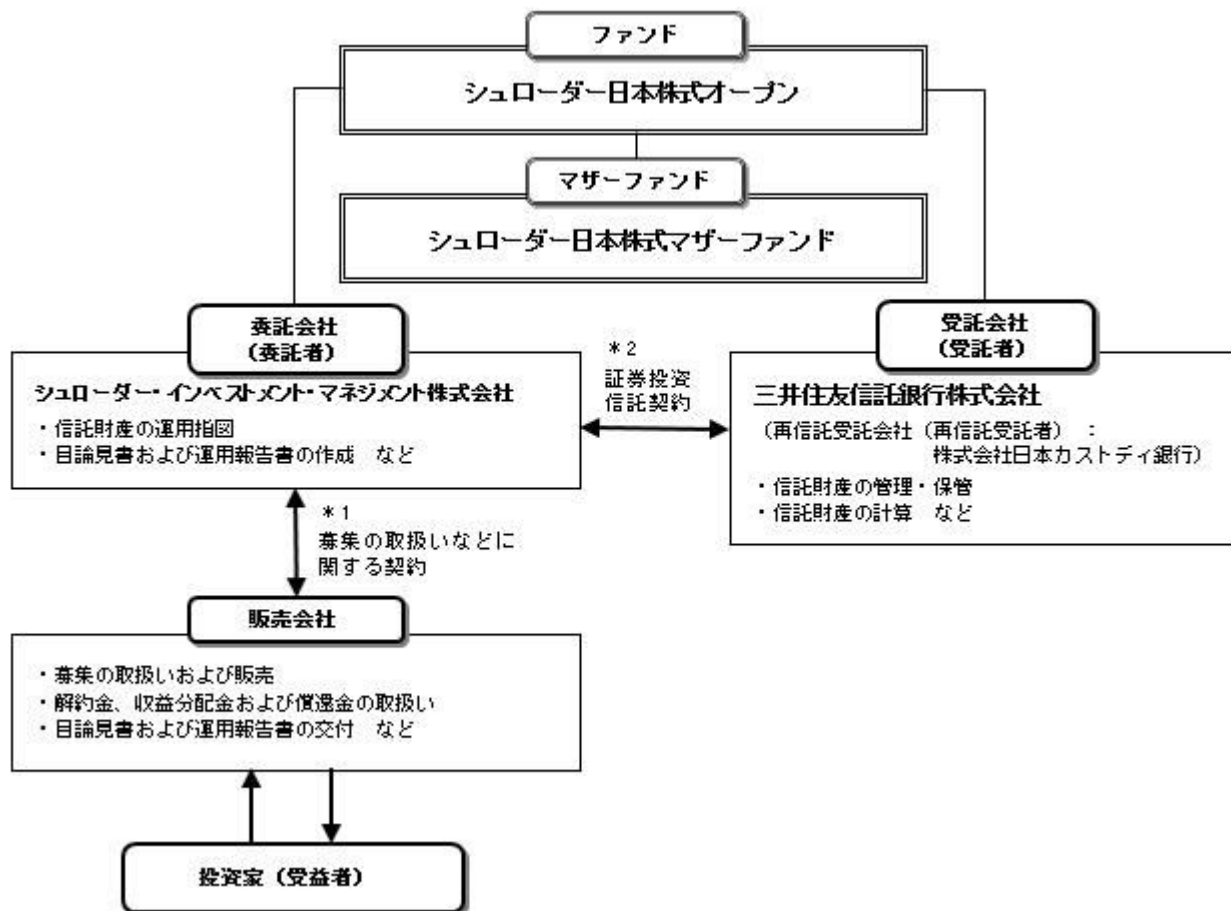 ファンド
シュローダー日本株式オープン
マザーファンド
シュローダー日本株式マザーファンド
委託会社
(委託者)
シュローダー・インベストメント・マネジメント株式会社
・信託財産の運用指図
・目論見書および運用報告書の作成　など
*2
証券投資
信託契約
受託会社
(受託者)
三井住友信託銀行株式会社
(再信託受託会社(再信託受託者)　:
株式会社日本カストディ銀行)
・信託財産の管理・保管
・信託財産の計算　など
*1
募集の取扱いなどに
関する契約
販売会社
・募集の取扱いおよび販売
・解約金、収益分配金および償還金の取扱い
・目論見書および運用報告書の交付　など
投資家(受益者)